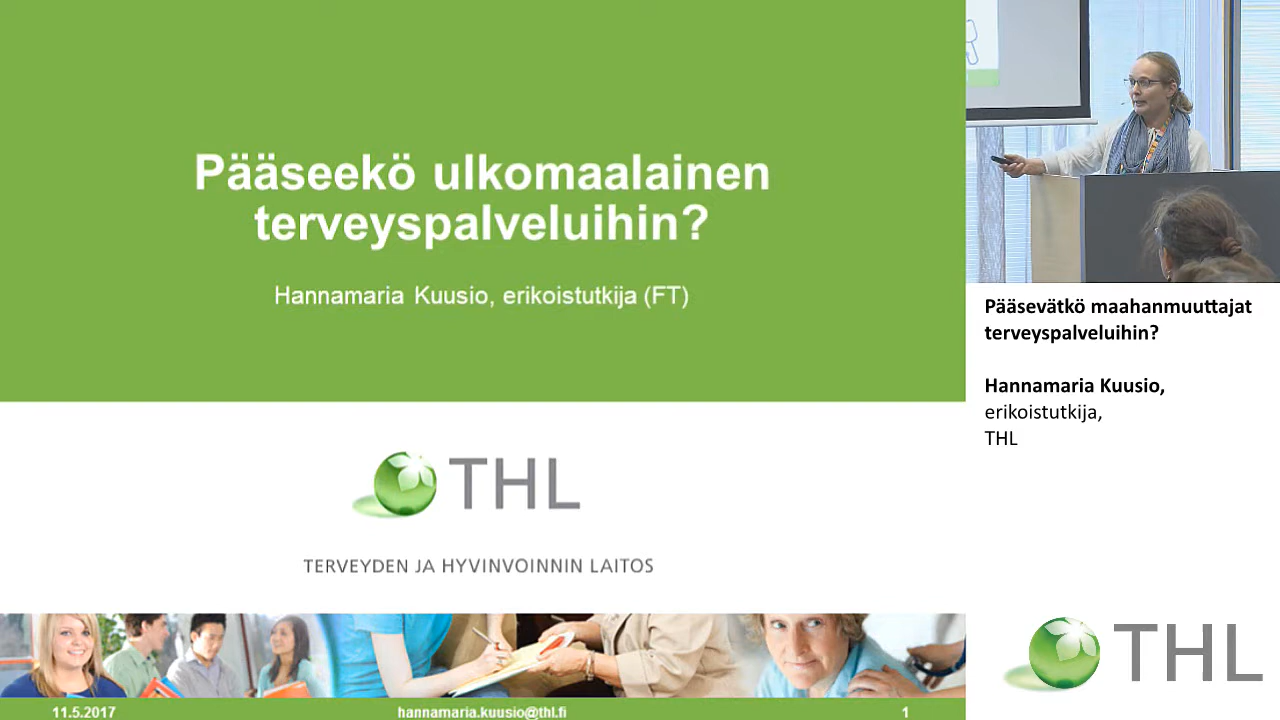 Pääseekö ulkomaalainen
terveyspalveluihin?
Hannamaria Kuusio, erikoistutkija (FT)
THL
TERVEYDEN JA HYVINVOINNIN LAITOS
11.5.2017
hannamaria.kuusio@thl.fi
1
Pääsevätkö maahanmuuttajat
terveyspalveluihin?
Hannamaria Kuusio,
erikoistutkija,
THL
THL